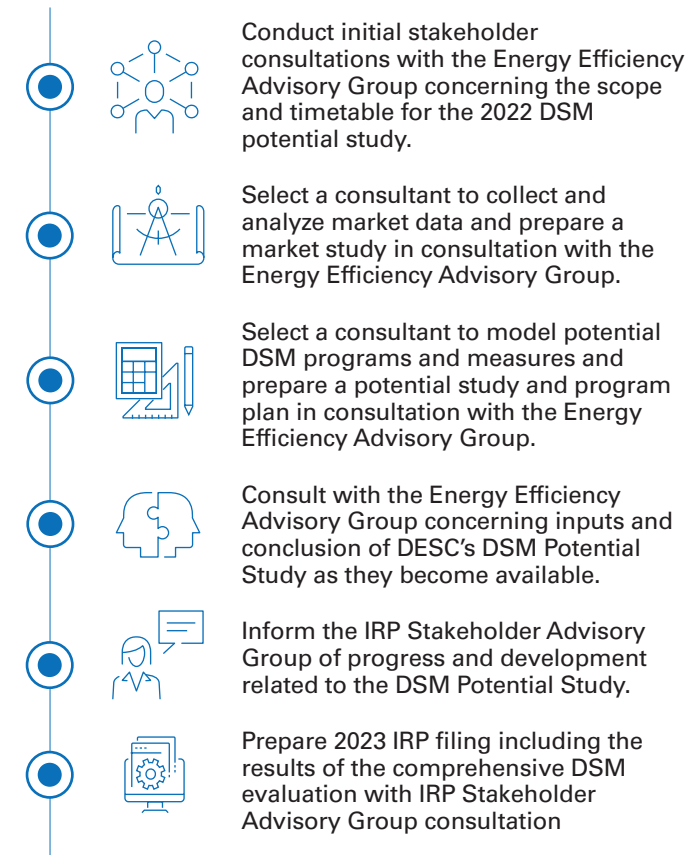 Conduct initial stakeholder
consultations with the Energy Efficiency
Advisory Group concerning the scope
and timetable for the 2022 DSM
potential study.
Select a consultant to collect and
analyze market data and prepare a
market study in consultation with the
Energy Efficiency Advisory Group.
Select a consultant to model potential
DSM programs and measures and
prepare a potential study and program
plan in consultation with the Energy
Efficiency Advisory Group.
Consult with the Energy Efficiency
Advisory Group concerning inputs and
conclusion of DESC’s DSM Potential
Study as they become available.
Inform the IRP Stakeholder Advisory
Group of progress and development
related to the DSM Potential Study.
Prepare 2023 IRP filing including the
results of the comprehensive DSM
evaluation with IRP Stakeholder
Advisory Group consultation